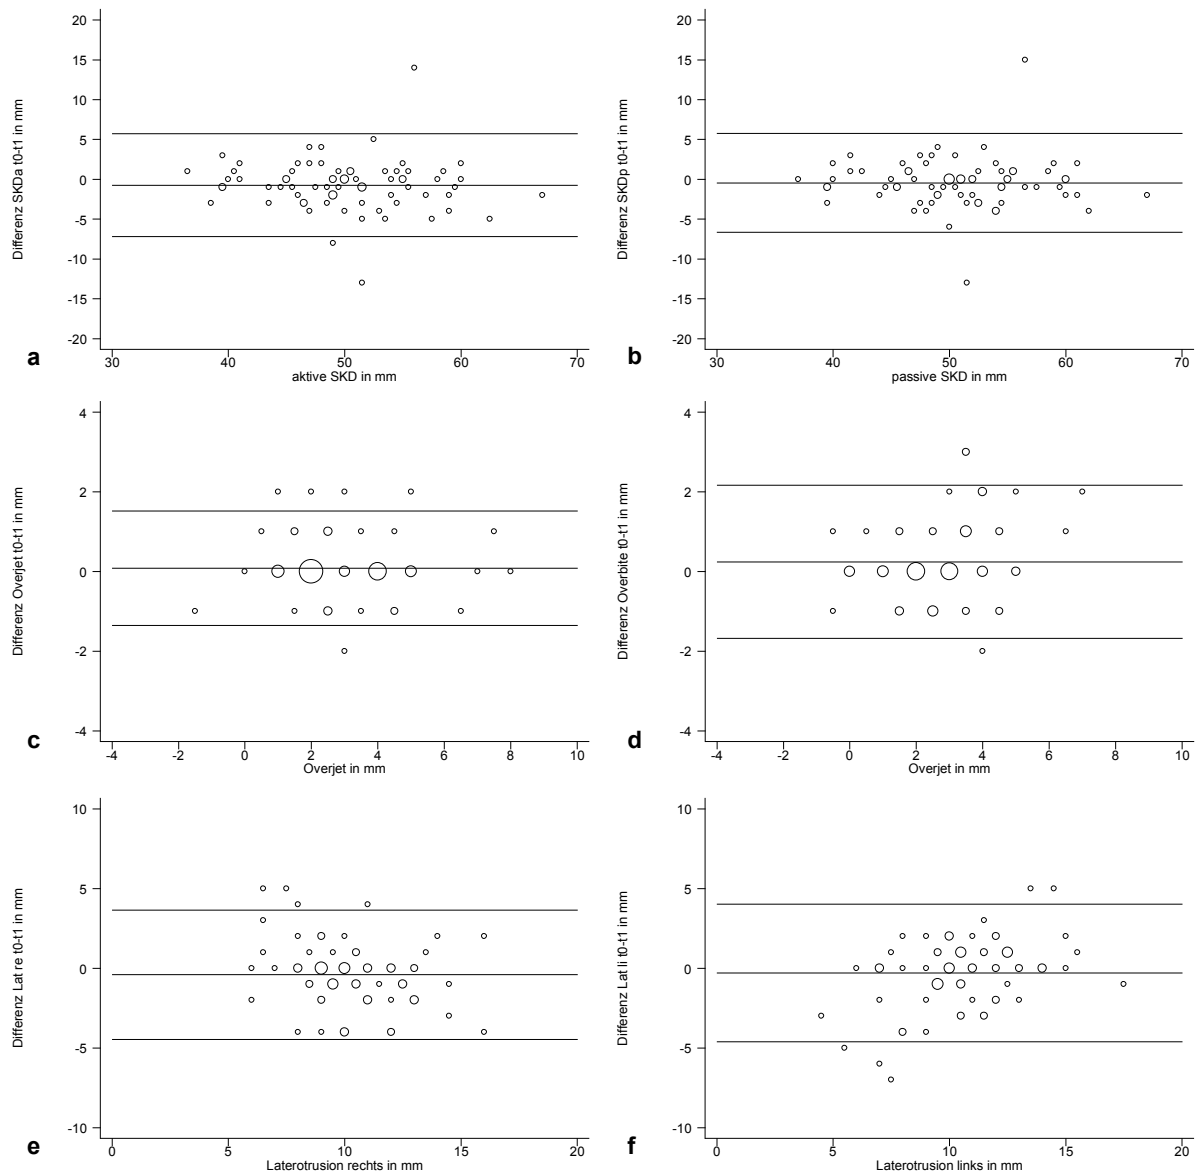 20
15
10
5
0
-5
-10
-15
-20
Differenz SKDa t0-t1 in mm
30 40 50 60 70
aktive SKD in mm
a
20
15
10
5
0
-5
-10
-15
-20
Differenz SKDp t0-t1 in mm
30 40 50 60 70
passive SKD in mm
b
4
2
0
-2
-4
Differenz Overjet t0-t1 in mm
-4 -2 0 2 4 6 8 10
Overjet in mm
c
4
2
0
-2
-4
Differenz Overbite t0-t1 in mm
-4 -2 0 2 4 6 8 10
Overjet in mm
d
10
5
0
-5
-10
Differenz Lat re t0-t1 in mm
0 5 10 15 20
Laterotrusion rechts in mm
e
10
5
0
-5
-10
Differenz Lat li t0-t1 in mm
0 5 10 15 20
Laterotrusion links in mm
f